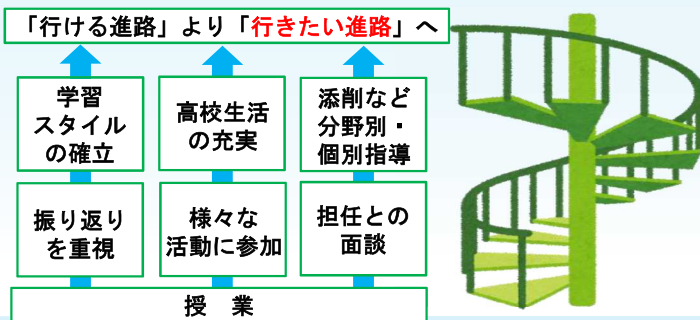 「行ける進路」より「行きたい進路」へ
学習
スタイル
の確立
高校生活
の充実
添削など
分野別・
個別指導
振り返り
を重視
様々な
活動に参加
担任との
面談
授　業